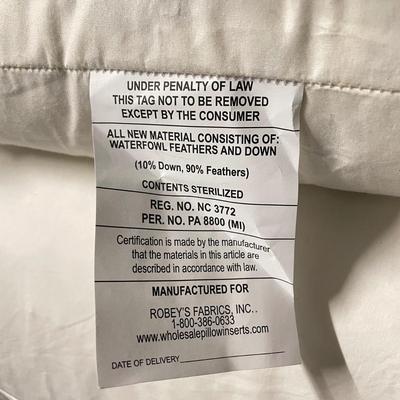 UNDER PENALTY OF LAW
THIS TAG NOT TO BE REMOVED
EXCEPT BY THE CONSUMER
ALL NEW MATERIAL CONSISTING OF:
WATERFOWL FEATHERS AND DOWN
(10% Down, 90% Feathers)
CONTENTS STERILIZED
REG. NO. NC 3772
PER. NO. PA 8800 (MI)
Certification is made by the manufacturer
that the materials in this article are
described in accordance with law.
MANUFACTURED FOR
ROBEY'S FABRICS, INC..
1-800-386-0633
www.wholesalepillowinserts.com
DATE OF DELIVERY